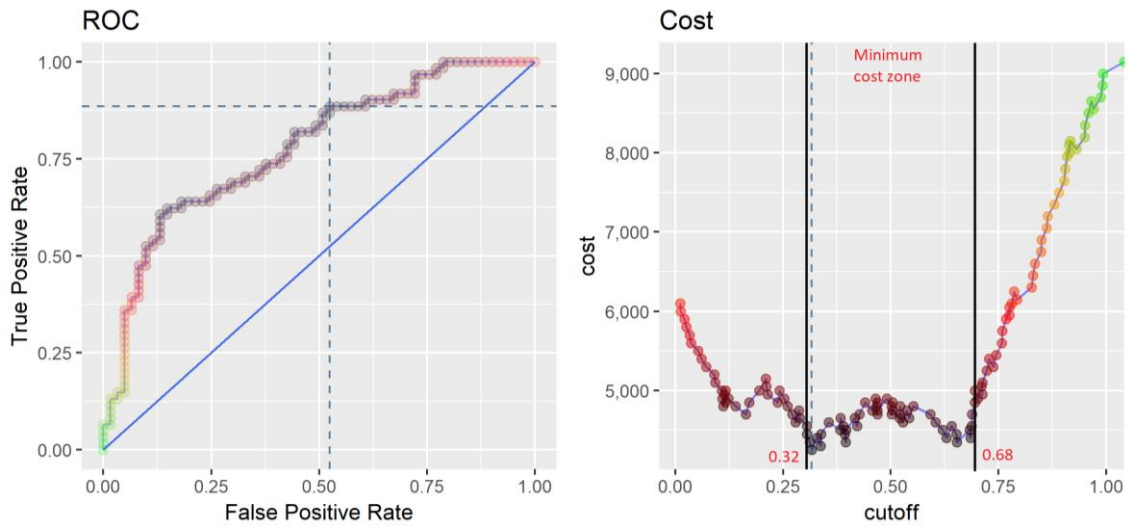 ROC
True Positive Rate
1.00
0.75
0.50
0.25
0.00
0.00 0.25 0.50 0.75 1.00
False Positive Rate
Cost
cost
9,000
8,000
7,000
6,000
5,000
Minimum
cost zone
0.32
0.68
0.00 0.25 0.50 0.75 1.00
cutoff